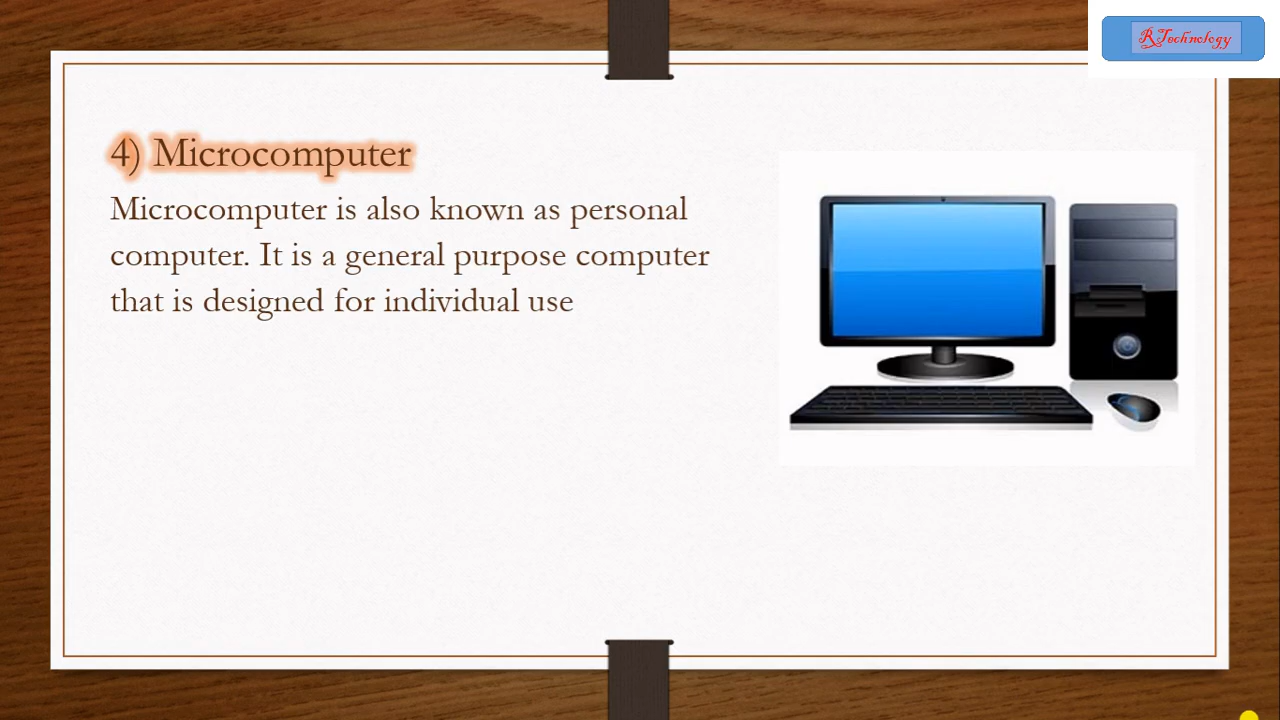 RTechnology
4) Microcomputer
Microcomputer is also known as personal
computer. It is a general purpose computer
that is designed for individual use